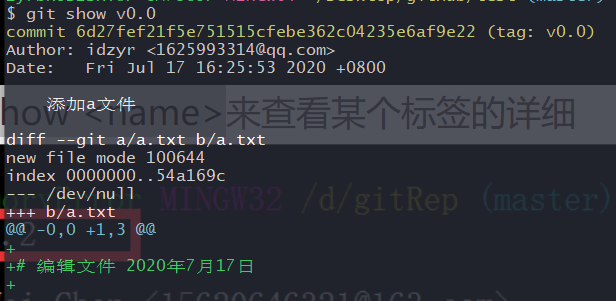 $ git show v0.0
commit 6d27fef21f5e751515cfebe362c04235e6af9e22 (tag: v0.0)
Author: idzyr <1625993314@qq.com>
Date:   Fri Jul 17 16:25:53 2020 +0800
    添加a文件
how <name>来查看某个标签的详细
diff --git a/a.txt b/a.txt
new file mode 100644
index 0000000..54a169c
--- /dev/null
MINGW32 /d/gitRep (master)
+++ b/a.txt
@@ -0,0 +1,3 @@
+
+# 编辑文件 2020年7月17日
+